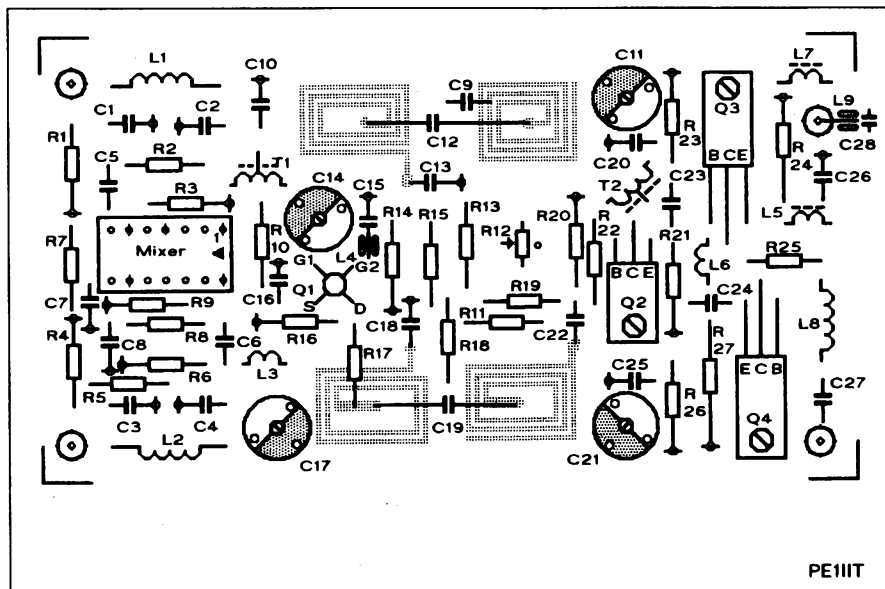 L1
C10
C9
C11
L7
C1
C2
C12
R23
Q3
L9
C28
R1
R2
C5
T1
C13
C20
B C E
R24
C26
R3
C14
C15
T2
C23
L5
Mixer
1
R10
R14
R15
R13
R12
R20
R22
R21
L6
R25
R7
G1
L4
G2
B C E
Q1
C16
S
D
R19
C7
R9
C24
R4
R8
C6
R16
C18
R11
C22
Q2
L8
C8
R18
R27
E C B
R6
L3
R17
R5
C25
R26
C27
C3
C4
C19
Q4
L2
C17
C21
PE1IIT